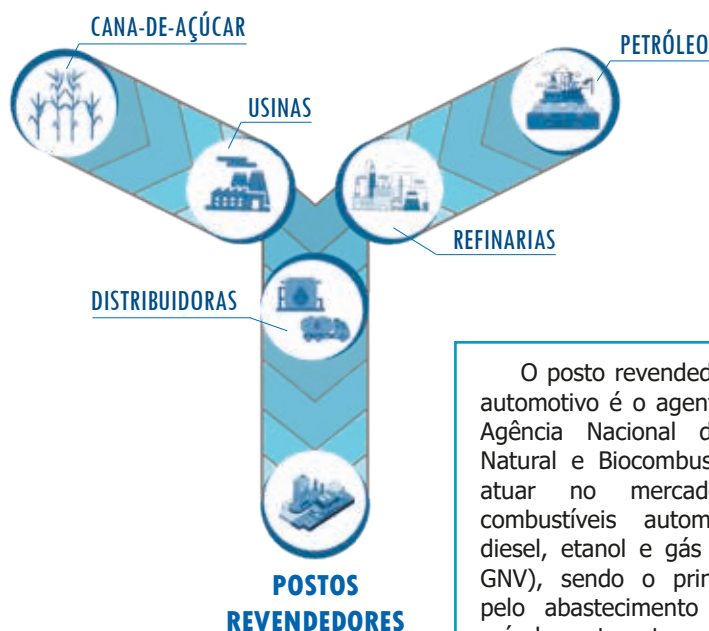 CANA-DE-AÇÚCAR
PETRÓLEO
USINAS
REFINARIAS
DISTRIBUIDORAS
POSTOS
REVENDEDORES
O posto revended
automotivo é o agent
Agência Nacional d
Natural e Biocombus
atuar no mercad
combustíveis autom
diesel, etanol e gás
GNV), sendo o prin
pelo abastecimento